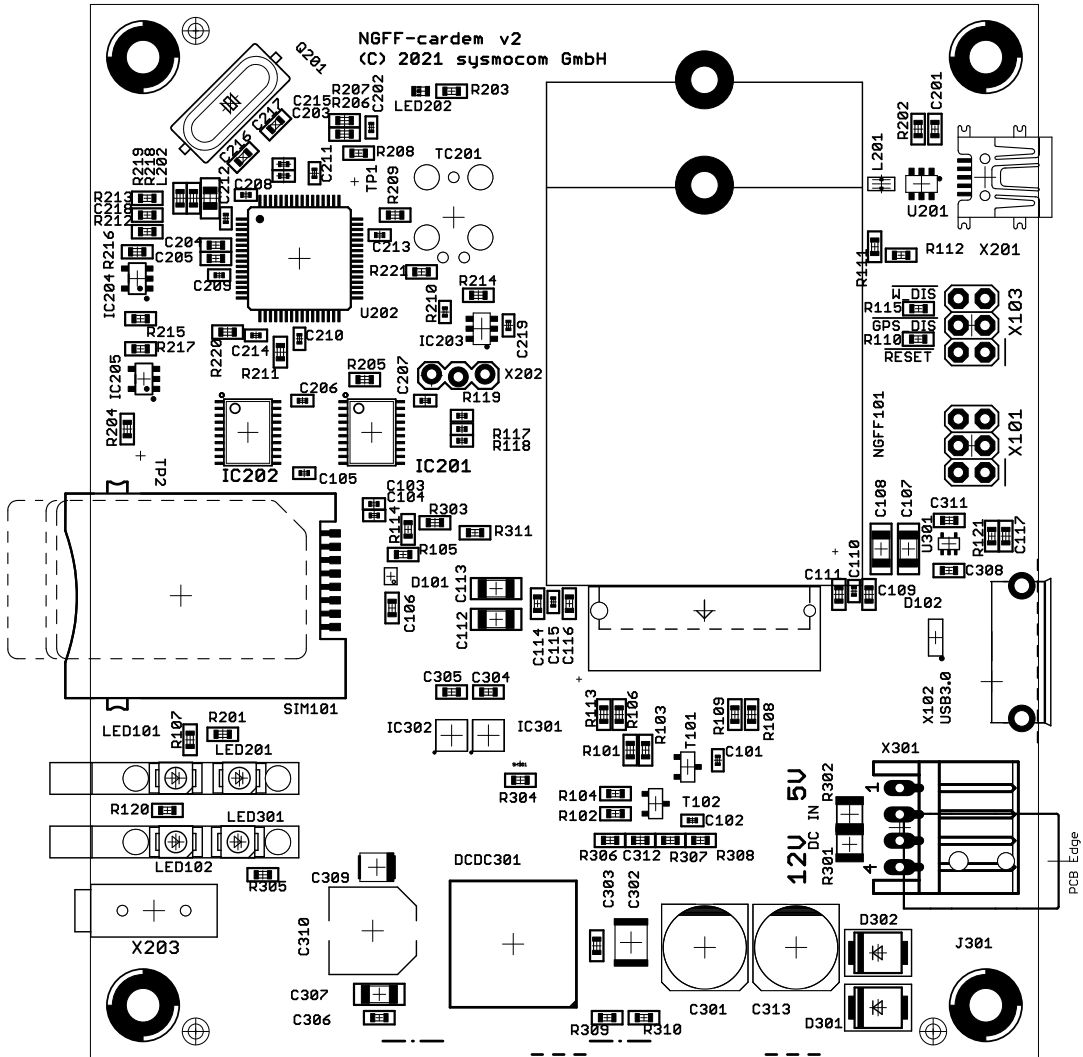 NGFF-cardem v2
(C) 2021 sysmocom GmbH
Q201
C217
C216
C215
C203
R207
R206
C202
LED202
R203
R208
C211
TP1
R209
TC201
R219
R218
L202
C212
C208
R213
C218
R212
R216
C204
C205
C209
IC204
R215
R217
IC205
R204
U202
C213
R221
R210
R214
IC203
C219
R220
C214
R211
C210
R205
C207
X202
R119
C206
R117
R118
IC202
IC201
C105
TP2
C103
C104
R114
R303
R311
R105
D101
C106
C113
C112
C114
C115
C116
SIM101
R202
C201
L201
U201
X201
R111
R112
W_DIS
R115
GPS_DIS
R110
RESET
X103
NGFF101
X101
C108
C107
C311
U301
R121
C117
C308
C111
C110
C109
D102
X102
USB3.0
C305
C304
IC302
IC301
R304
R113
R106
R103
R101
R109
R108
T101
C101
R104
R102
T102
C102
R306
C312
R307
R308
LED101
R107
R201
LED201
R120
LED301
LED102
R305
X203
C309
C310
C307
C306
DCDC301
C303
C302
C301
C313
R309
R310
X301
1
4
5V
12V
DC IN
R302
R301
PCB Edge
D302
D301
J301